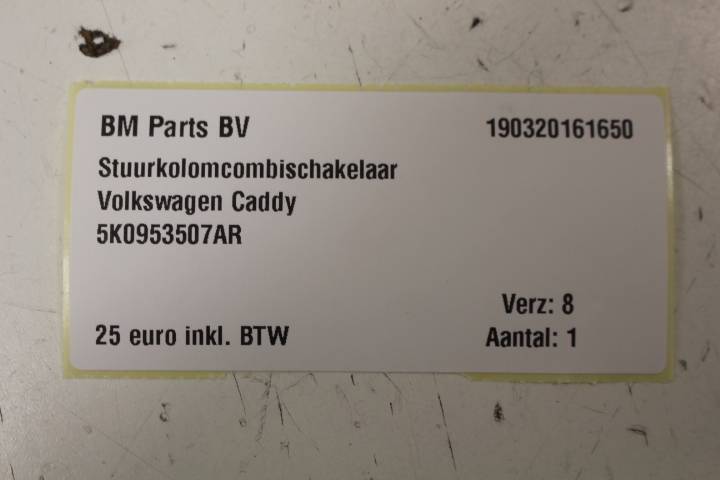 BM Parts BV 190320161650
Stuurkolomcombischakelaar
Volkswagen Caddy
5K0953507AR
Verz: 8
25 euro inkl. BTW Aantal: 1